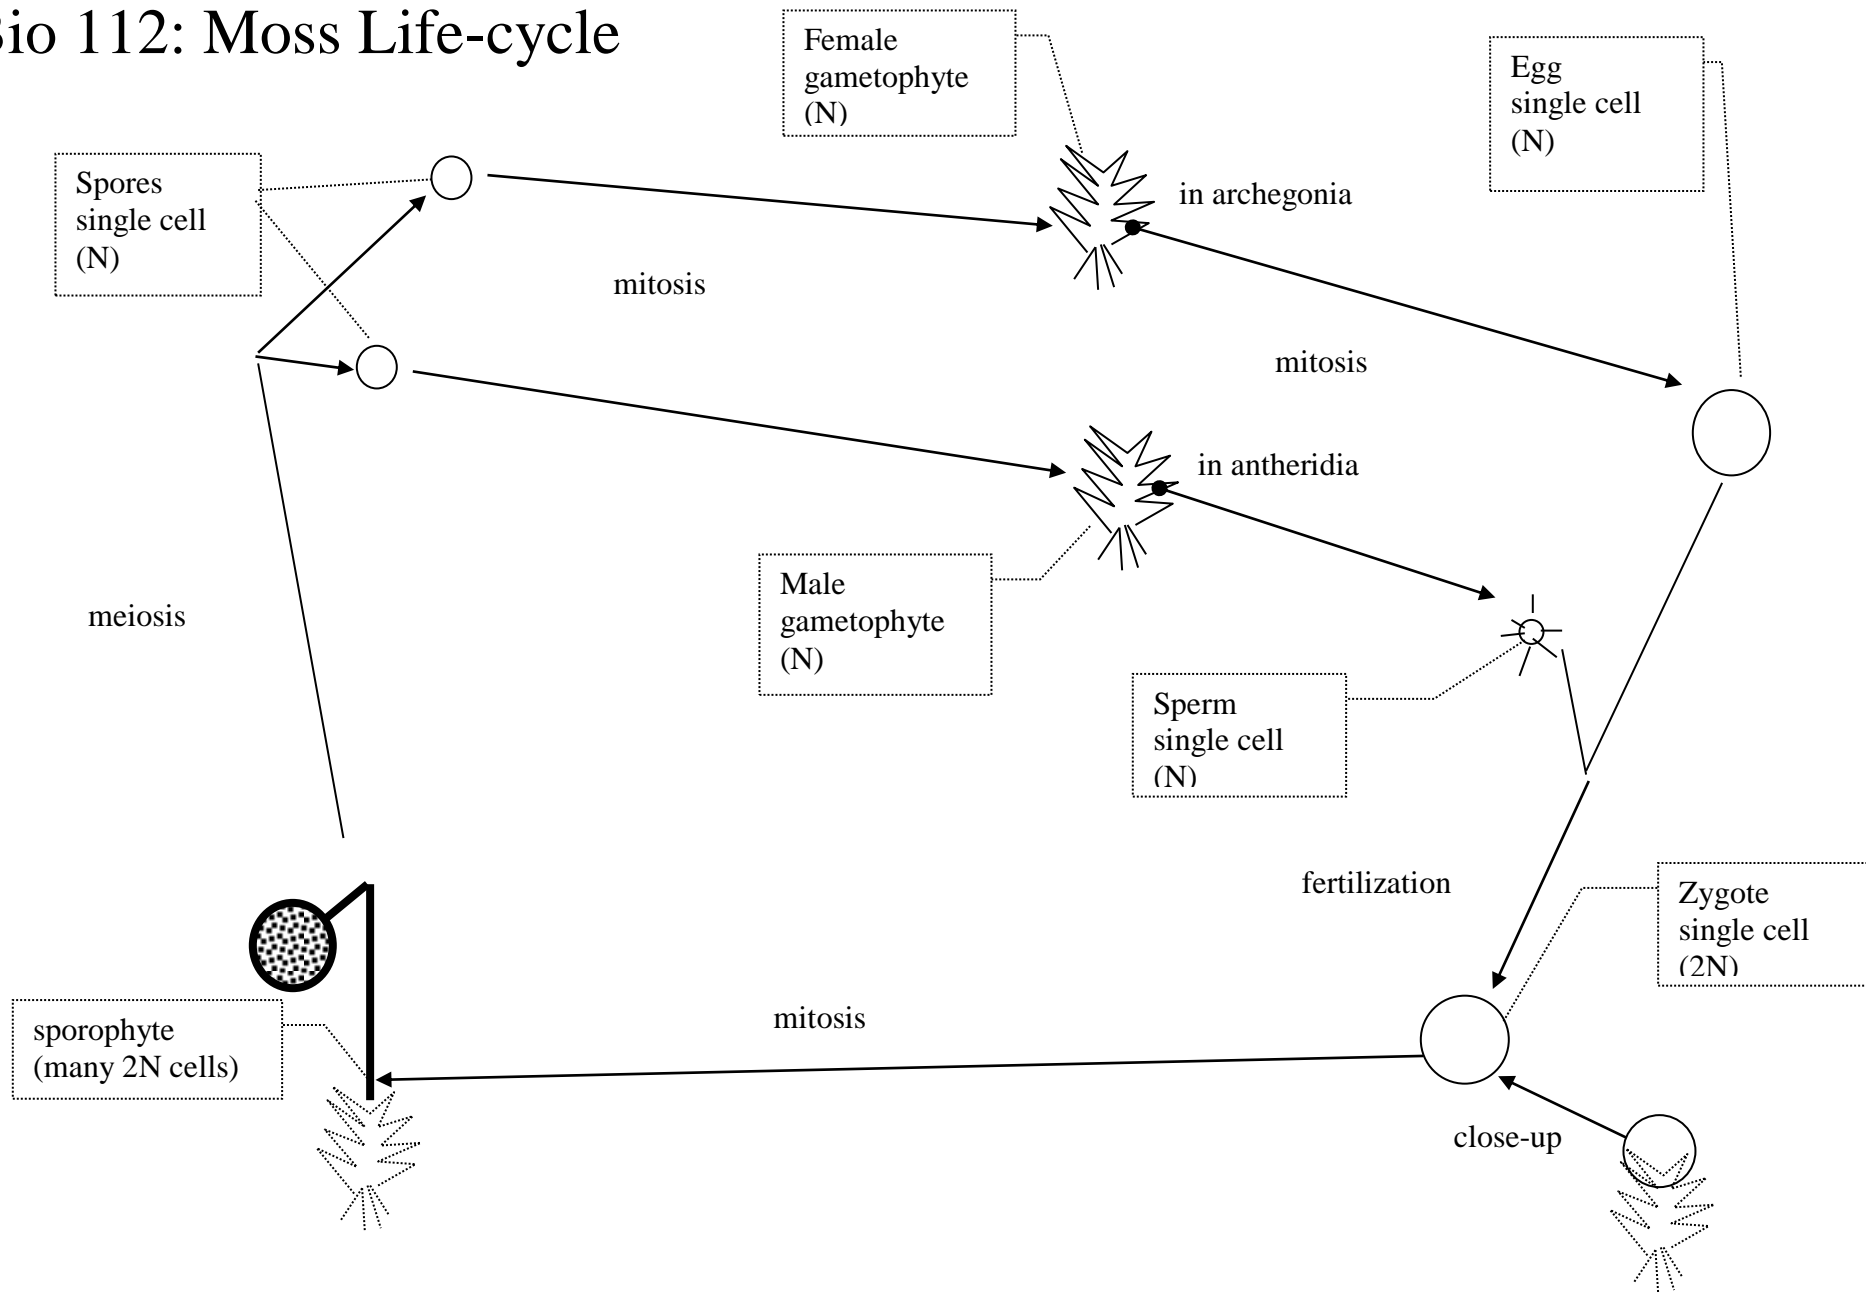 Bio 112: Moss Life-cycle
Female
gametophyte
(N)
Egg
single cell
(N)
Spores
single cell
(N)
in archegonia
mitosis
mitosis
in antheridia
Male
gametophyte
(N)
meiosis
Sperm
single cell
(N)
fertilization
Zygote
single cell
(2N)
sporophyte
(many 2N cells)
mitosis
close-up